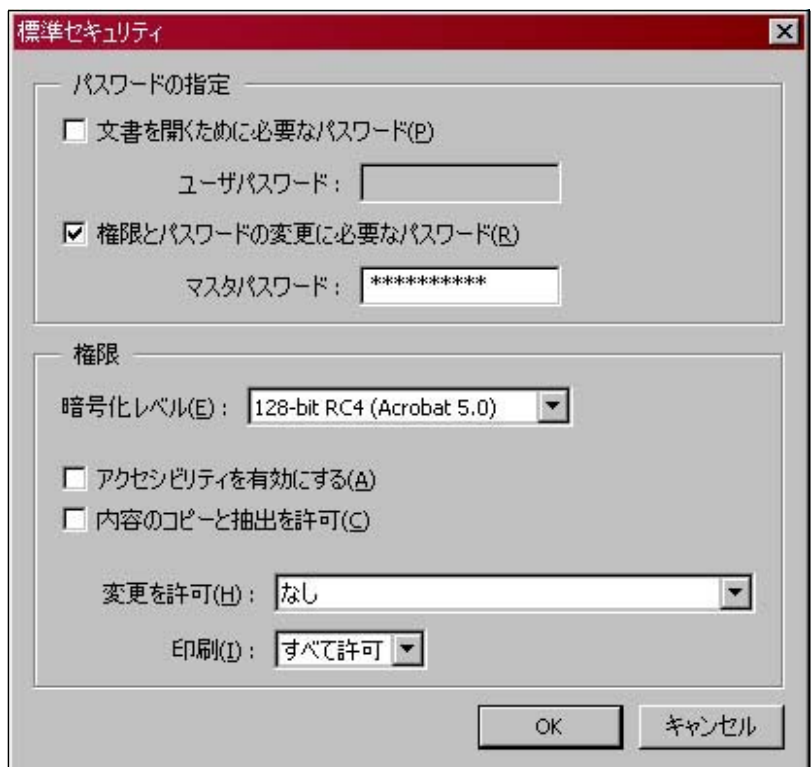 標準セキュリティ
パスワードの指定
文書を開くために必要なパスワード(P)
ユーザパスワード :
権限とパスワードの変更に必要なパスワード(R)
マスタパスワード : **********
権限
暗号化レベル(E) : 128-bit RC4 (Acrobat 5.0)
アクセシビリティを有効にする(A)
内容のコピーと抽出を許可(C)
変更を許可(H) : なし
印刷(I) : すべて許可
OK キャンセル